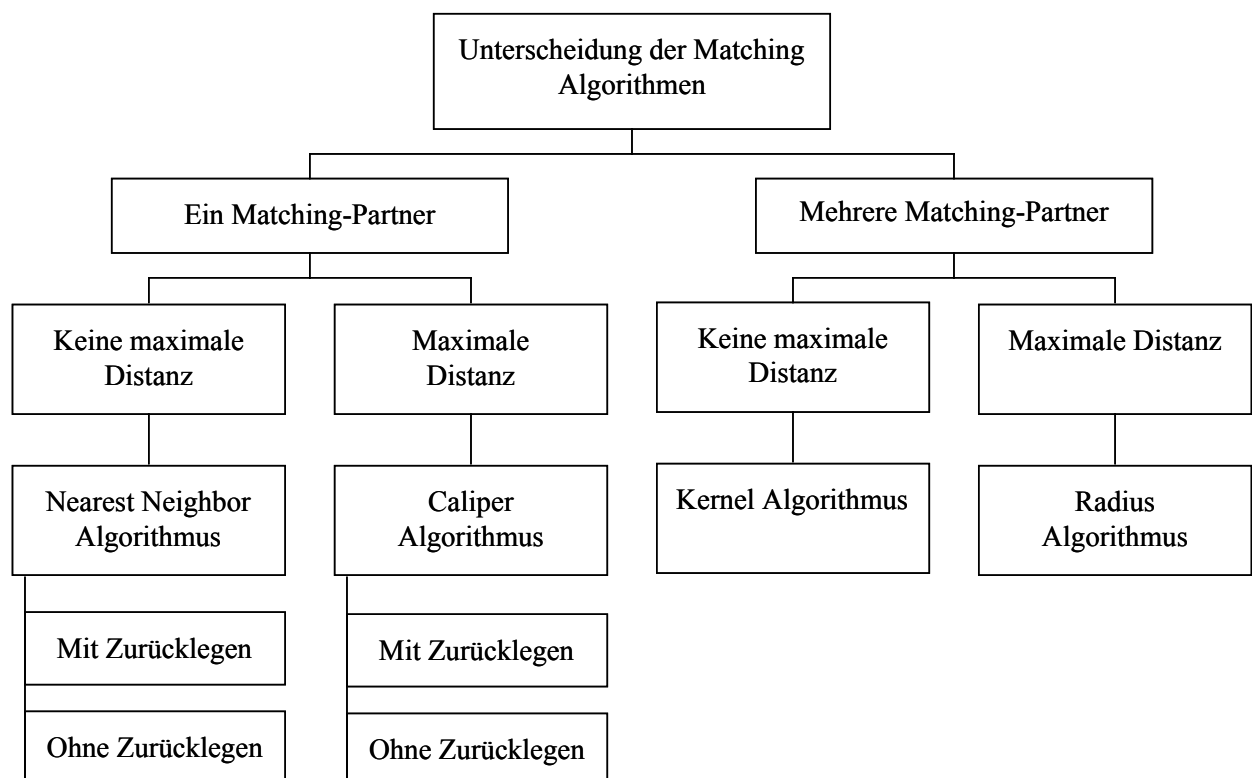 Unterscheidung der Matching
Algorithmen
Ein Matching-Partner
Mehrere Matching-Partner
Keine maximale
Distanz
Maximale
Distanz
Keine maximale
Distanz
Maximale Distanz
Nearest Neighbor
Algorithmus
Caliper
Algorithmus
Kernel Algorithmus
Radius
Algorithmus
Mit Zurücklegen
Mit Zurücklegen
Ohne Zurücklegen
Ohne Zurücklegen